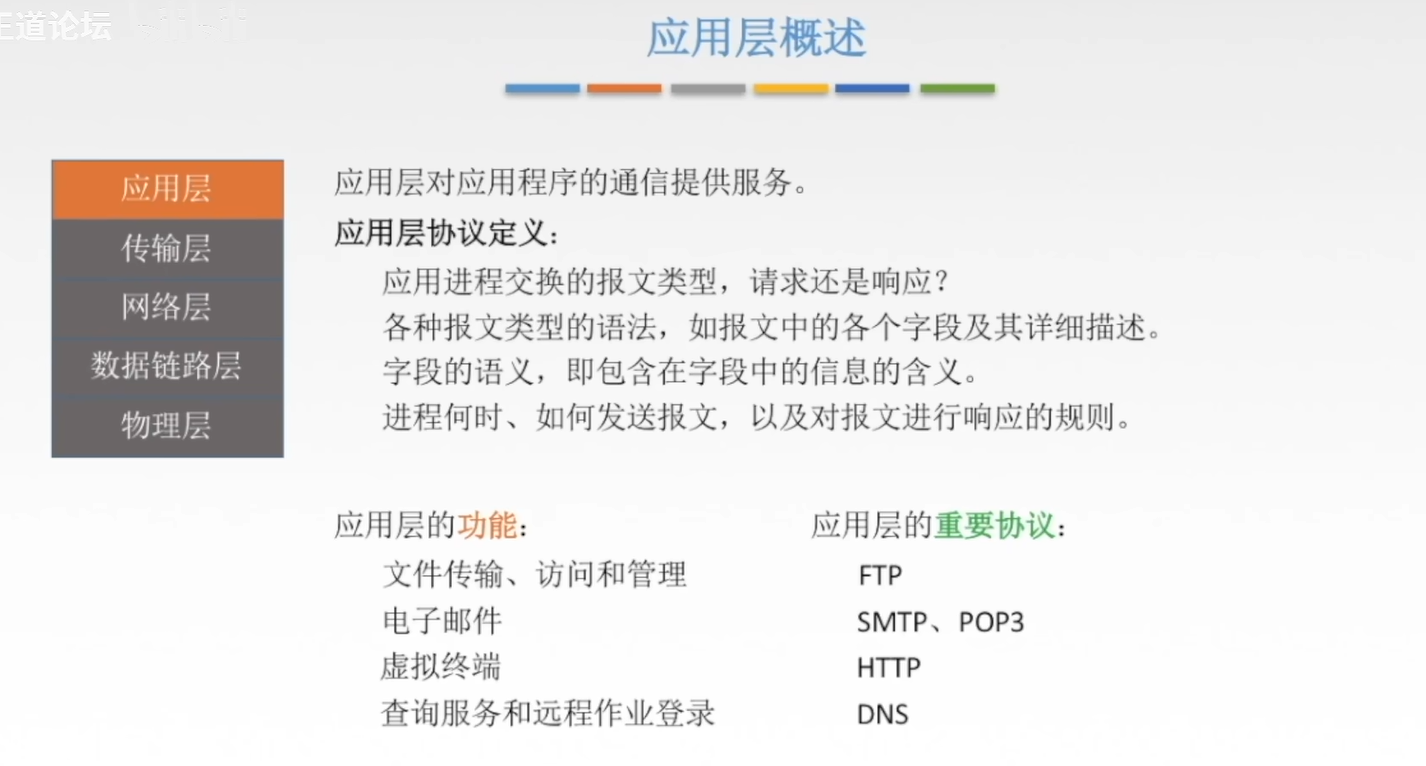 王道论坛
应用层概述
应用层
传输层
网络层
数据链路层
物理层
应用层对应用程序的通信提供服务。
应用层协议定义：
应用进程交换的报文类型，请求还是响应？
各种报文类型的语法，如报文中的各个字段及其详细描述。
字段的语义，即包含在字段中的信息的含义。
进程何时、如何发送报文，以及对报文进行响应的规则。
应用层的功能：
文件传输、访问和管理
电子邮件
虚拟终端
查询服务和远程作业登录
应用层的重要协议：
FTP
SMTP、POP3
HTTP
DNS